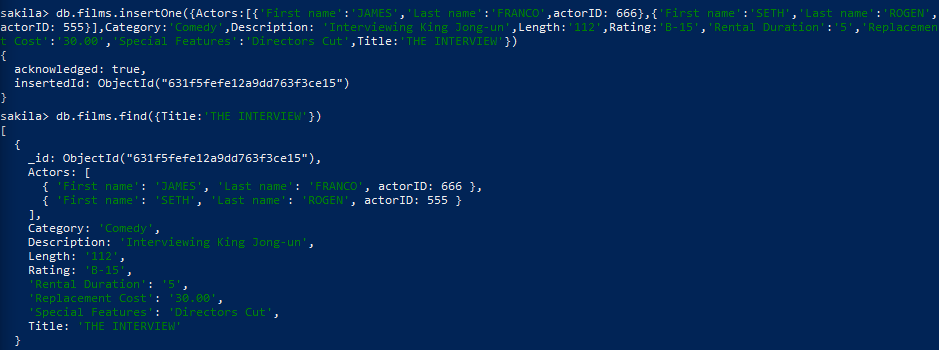 sakila> db.films.insertOne({Actors:[{'First name':'JAMES','Last name':'FRANCO',actorID: 666},{'First name':'SETH','Last name':'ROGEN',
actorID: 555}],Category:'Comedy',Description: 'Interviewing King Jong-un',Length:'112',Rating:'B-15','Rental Duration':'5','Replacemen
t Cost':'30.00','Special Features':'Directors Cut',Title:'THE INTERVIEW'})
{
  acknowledged: true,
  insertedId: ObjectId("631f5fefe12a9dd763f3ce15")
}
sakila> db.films.find({Title:'THE INTERVIEW'})
[
  {
    _id: ObjectId("631f5fefe12a9dd763f3ce15"),
    Actors: [
      { 'First name': 'JAMES', 'Last name': 'FRANCO', actorID: 666 },
      { 'First name': 'SETH', 'Last name': 'ROGEN', actorID: 555 }
    ],
    Category: 'Comedy',
    Description: 'Interviewing King Jong-un',
    Length: '112',
    Rating: 'B-15',
    'Rental Duration': '5',
    'Replacement Cost': '30.00',
    'Special Features': 'Directors Cut',
    Title: 'THE INTERVIEW'
  }